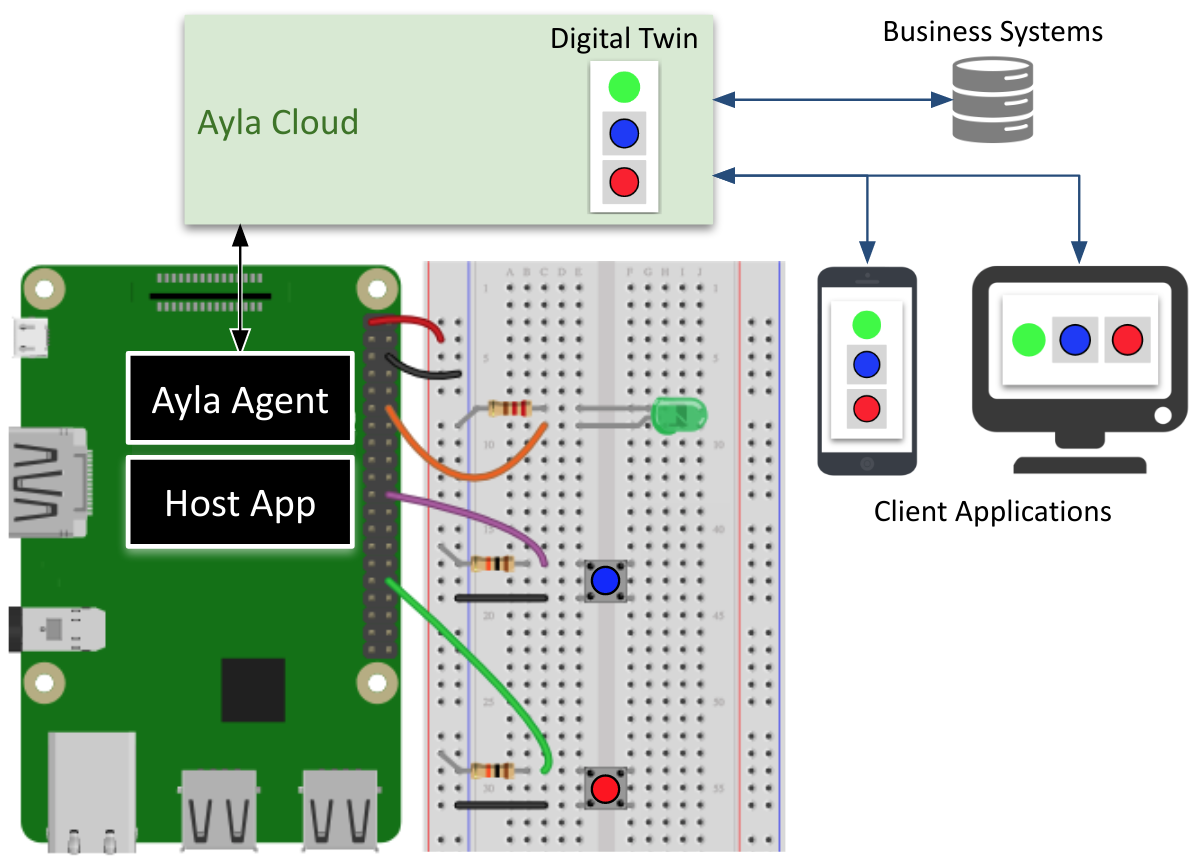 Digital Twin
Business Systems
Ayla Cloud
A B C D E F G H I J
1 1
5 5
Ayla Agent
10 10
Host App
Client Applications
15 40
20 45
25 50
30 55